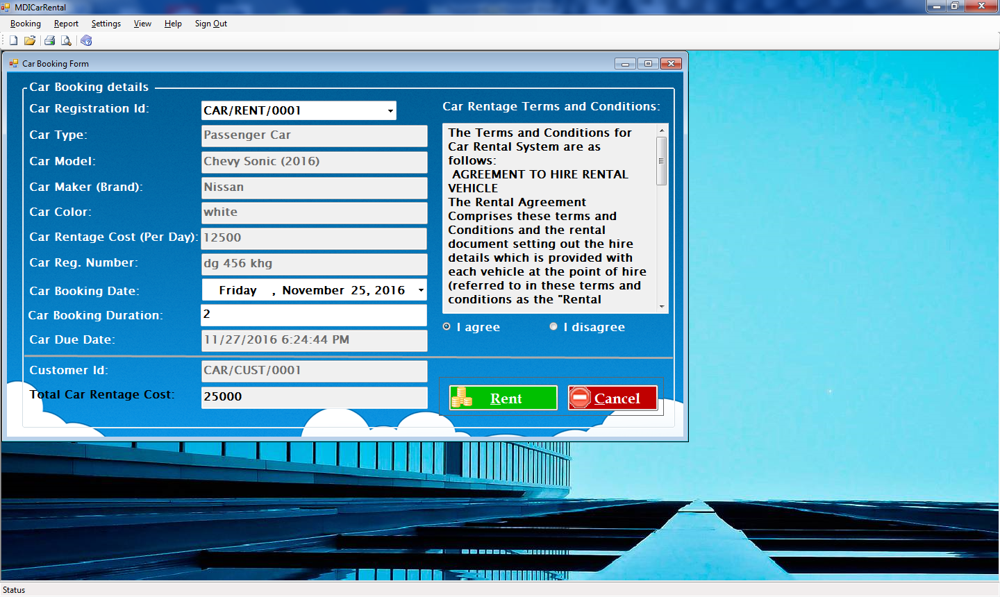 MDICarRental
Booking Report Settings View Help Sign Out
Car Booking Form
Car Booking details
Car Registration Id: CAR/RENT/0001
Car Type: Passenger Car
Car Model: Chevy Sonic (2016)
Car Maker (Brand): Nissan
Car Color: white
Car Rentage Cost (Per Day): 12500
Car Reg. Number: dg 456 khg
Car Booking Date: Friday , November 25, 2016
Car Booking Duration: 2
Car Due Date: 11/27/2016 6:24:44 PM
Customer Id: CAR/CUST/0001
Total Car Rentage Cost: 25000
Car Rentage Terms and Conditions:
The Terms and Conditions for
Car Rental System are as
follows:
AGREEMENT TO HIRE RENTAL
VEHICLE
The Rental Agreement
Comprises these terms and
Conditions and the rental
document setting out the hire
details which is provided with
each vehicle at the point of hire
(referred to in these terms and
conditions as the "Rental
I agree I disagree
Rent Cancel
Status